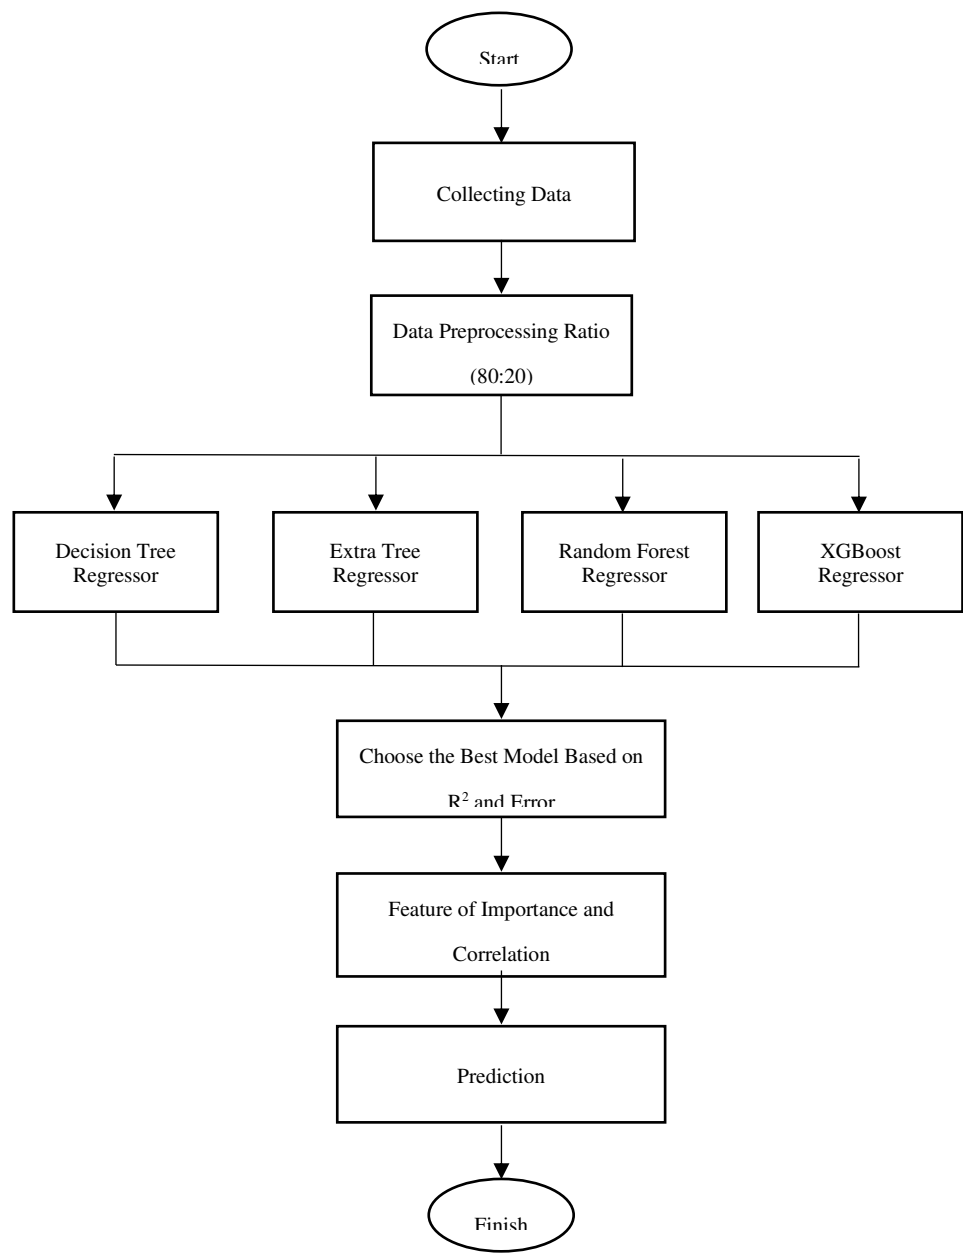 Start
Collecting Data
Data Preprocessing Ratio
(80:20)
Decision Tree
Regressor
Extra Tree
Regressor
Random Forest
Regressor
XGBoost
Regressor
Choose the Best Model Based on
R² and Error
Feature of Importance and
Correlation
Prediction
Finish